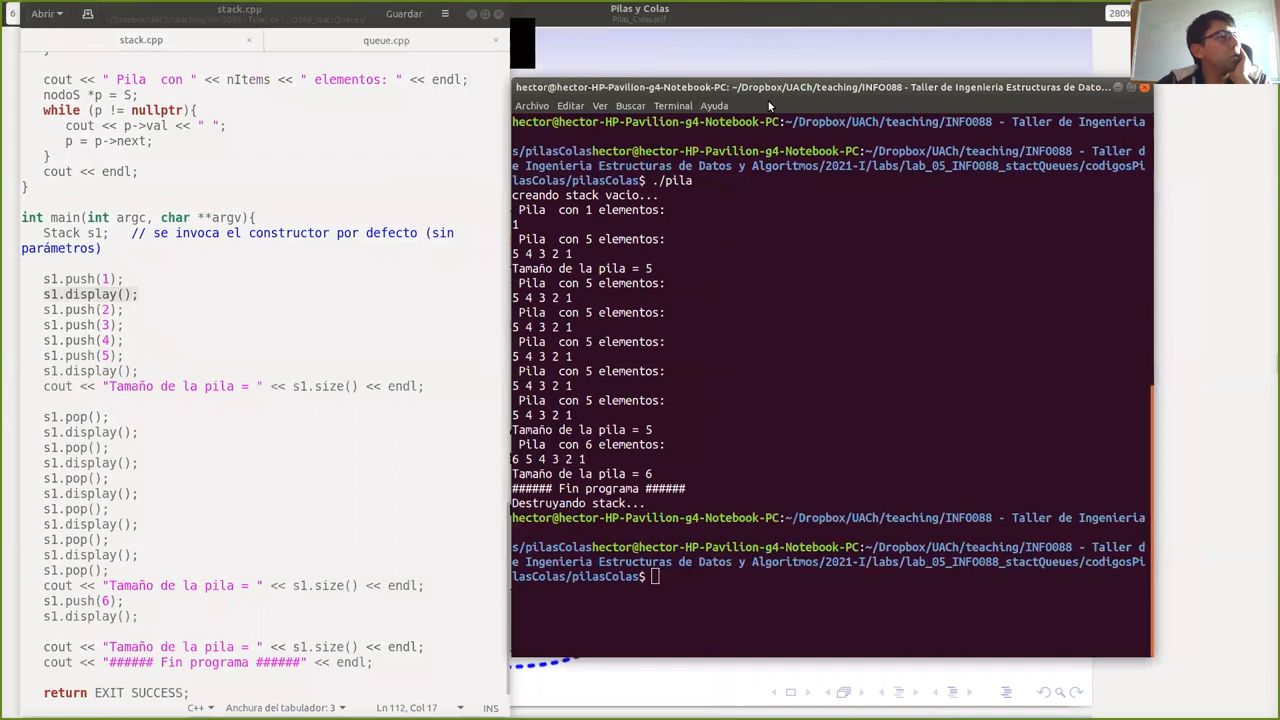 6
Abrir
stack.cpp
~/Dropbox/UACh/teaching/INFO088 - Taller de In
Guardar
stack.cpp
queue.cpp
}
cout << " Pila  con " << nItems << " elementos: " << endl;
nodoS *p = S;
while (p != nullptr){
cout << p->val << " ";
p = p->next;
}
cout << endl;
}
int main(int argc, char **argv){
Stack s1;   // se invoca el constructor por defecto (sin
parámetros)
s1.push(1);
s1.display();
s1.push(2);
s1.push(3);
s1.push(4);
s1.push(5);
s1.display();
cout << "Tamaño de la pila = " << s1.size() << endl;
s1.pop();
s1.display();
s1.pop();
s1.display();
s1.pop();
s1.display();
s1.pop();
s1.display();
s1.pop();
s1.display();
s1.pop();
cout << "Tamaño de la pila = " << s1.size() << endl;
s1.push(6);
s1.display();
cout << "Tamaño de la pila = " << s1.size() << endl;
cout << "###### Fin programa ######" << endl;
return EXIT SUCCESS;
C++
Anchura del tabulador: 3
Ln 112, Col 17
INS
Pilas y Colas
Pilas_Colas.pdf
280%
hector@hector-HP-Pavilion-g4-Notebook-PC: ~/Dropbox/UACh/teaching/INFO088 - Taller de Ingenieria Estructuras de Dato...
Archivo Editar Ver Buscar Terminal Ayuda
hector@hector-HP-Pavilion-g4-Notebook-PC:~/Dropbox/UACh/teaching/INFO088 - Taller de Ingenieria
s/pilasColashector@hector-HP-Pavilion-g4-Notebook-PC:~/Dropbox/UACh/teaching/INFO088 - Taller d
e Ingenieria Estructuras de Datos y Algoritmos/2021-I/labs/lab_05_INFO088_stactQueues/codigosPi
lasColas/pilasColas$ ./pila
creando stack vacio...
Pila  con 1 elementos:
1
Pila  con 5 elementos:
5 4 3 2 1
Tamaño de la pila = 5
Pila  con 5 elementos:
5 4 3 2 1
Pila  con 5 elementos:
5 4 3 2 1
Pila  con 5 elementos:
5 4 3 2 1
Pila  con 5 elementos:
5 4 3 2 1
Pila  con 5 elementos:
5 4 3 2 1
Tamaño de la pila = 5
Pila  con 6 elementos:
6 5 4 3 2 1
Tamaño de la pila = 6
###### Fin programa ######
Destruyando stack...
hector@hector-HP-Pavilion-g4-Notebook-PC:~/Dropbox/UACh/teaching/INFO088 - Taller de Ingenieria
s/pilasColashector@hector-HP-Pavilion-g4-Notebook-PC:~/Dropbox/UACh/teaching/INFO088 - Taller d
e Ingenieria Estructuras de Datos y Algoritmos/2021-I/labs/lab_05_INFO088_stactQueues/codigosPi
lasColas/pilasColas$